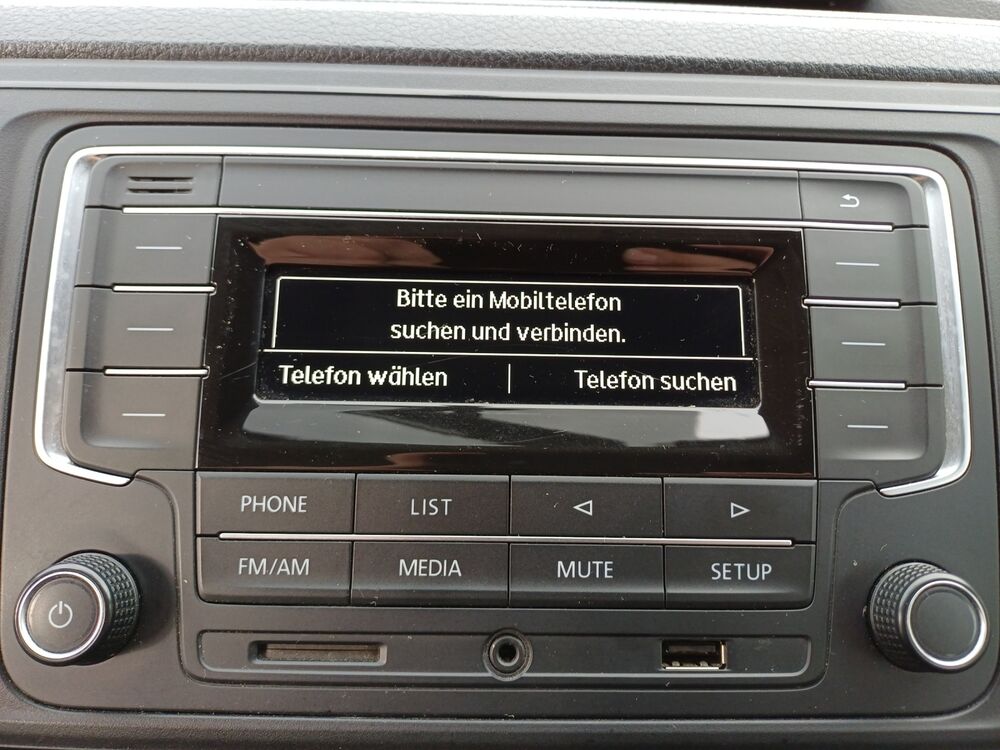 Bitte ein Mobiltelefon
suchen und verbinden.
Telefon wählen | Telefon suchen
PHONE LIST
FM/AM MEDIA MUTE SETUP